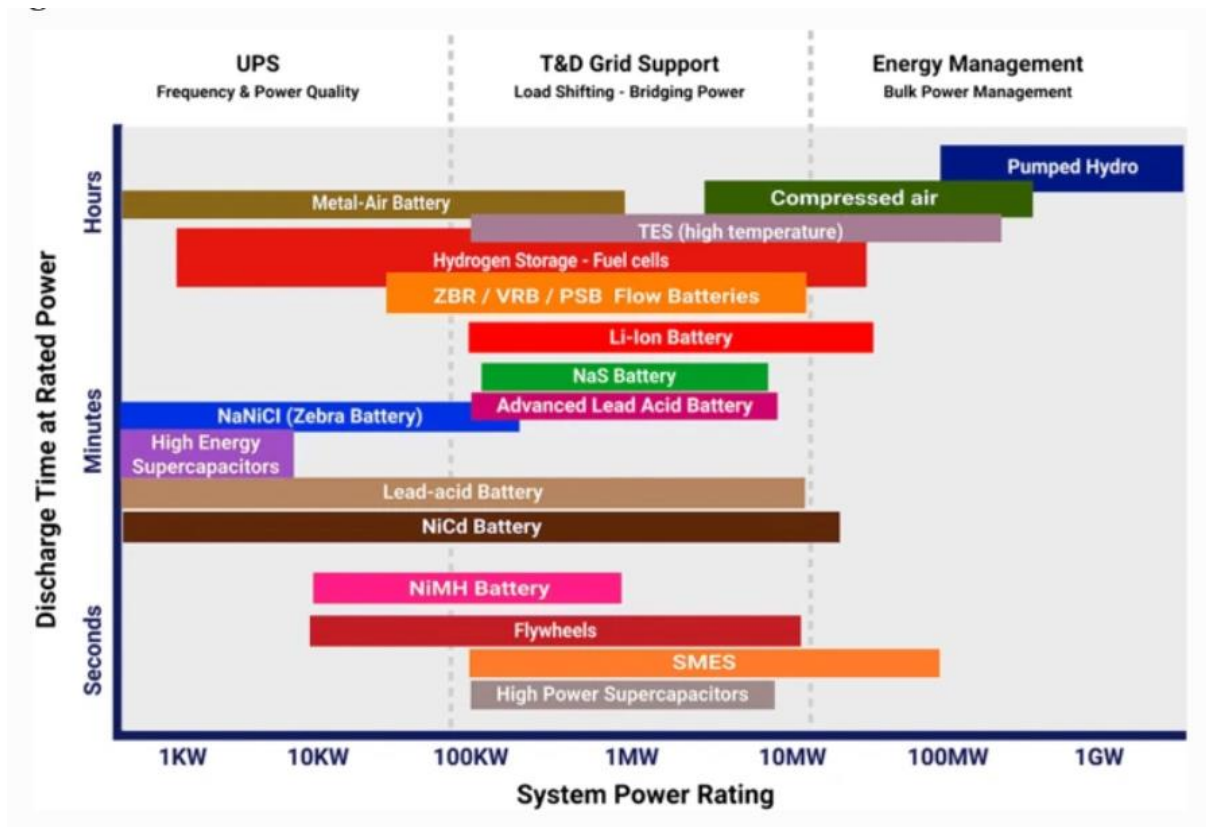 UPS
Frequency & Power Quality
T&D Grid Support
Load Shifting - Bridging Power
Energy Management
Bulk Power Management
Discharge Time at Rated Power
Hours
Minutes
Seconds
Pumped Hydro
Compressed air
Metal-Air Battery
TES (high temperature)
Hydrogen Storage - Fuel cells
ZBR / VRB / PSB Flow Batteries
Li-Ion Battery
NaS Battery
Advanced Lead Acid Battery
NaNiCl (Zebra Battery)
High Energy
Supercapacitors
Lead-acid Battery
NiCd Battery
NiMH Battery
Flywheels
SMES
High Power Supercapacitors
1KW 10KW 100KW 1MW 10MW 100MW 1GW
System Power Rating